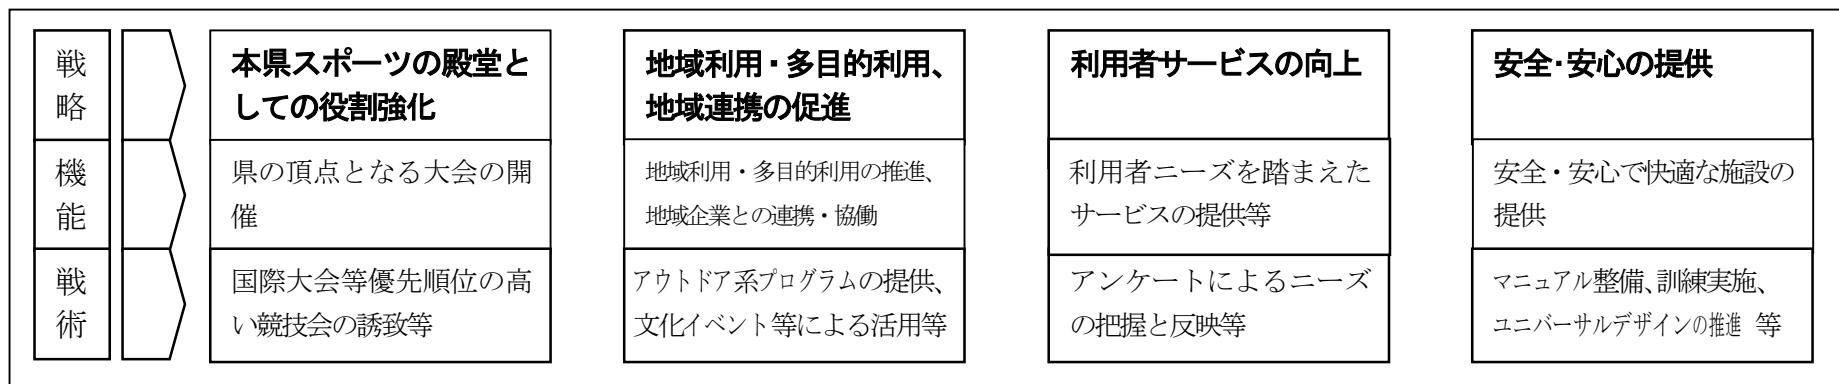 戦略
本県スポーツの殿堂と
しての役割強化
地域利用・多目的利用、
地域連携の促進
利用者サービスの向上
安全・安心の提供
機能
県の頂点となる大会の開
催
地域利用・多目的利用の推進、
地域企業との連携・協働
利用者ニーズを踏まえた
サービスの提供等
安全・安心で快適な施設の
提供
戦術
国際大会等優先順位の高
い競技会の誘致等
アウトドア系プログラムの提供、
文化イベント等による活用等
アンケートによるニーズ
の把握と反映等
マニュアル整備、訓練実施、
ユニバーサルデザインの推進 等